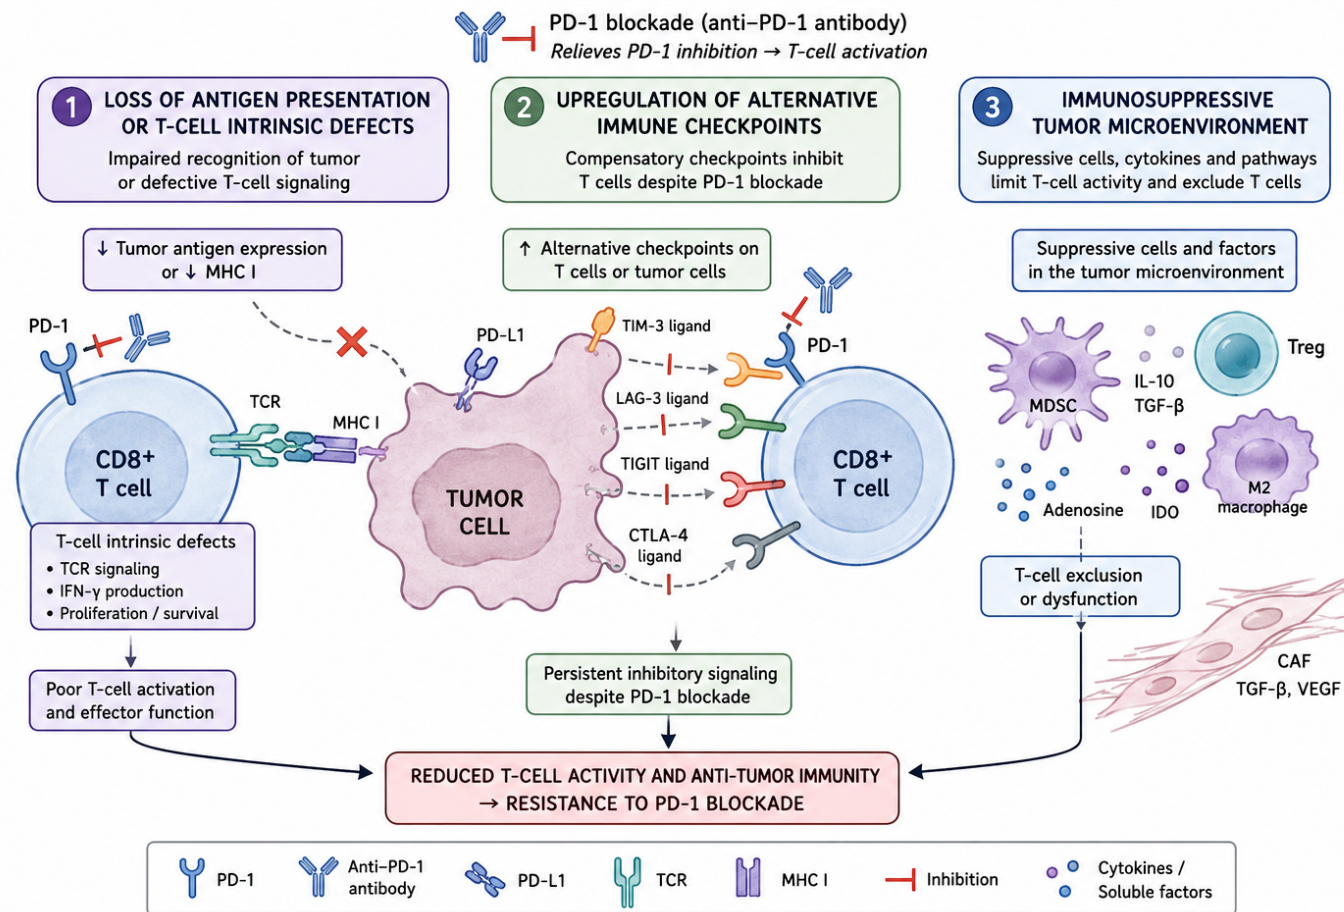 PD-1 blockade (anti–PD-1 antibody)
Relieves PD-1 inhibition → T-cell activation
1
LOSS OF ANTIGEN PRESENTATION
OR T-CELL INTRINSIC DEFECTS
Impaired recognition of tumor
or defective T-cell signaling
2
UPREGULATION OF ALTERNATIVE
IMMUNE CHECKPOINTS
Compensatory checkpoints inhibit
T cells despite PD-1 blockade
3
IMMUNOSUPPRESSIVE
TUMOR MICROENVIRONMENT
Suppressive cells, cytokines and pathways
limit T-cell activity and exclude T cells
↓ Tumor antigen expression
or ↓ MHC I
PD-1
TCR
MHC I
CD8+
T cell
T-cell intrinsic defects
• TCR signaling
• IFN-γ production
• Proliferation / survival
Poor T-cell activation
and effector function
↑ Alternative checkpoints on
T cells or tumor cells
PD-L1
TUMOR
CELL
TIM-3 ligand
LAG-3 ligand
TIGIT ligand
CTLA-4
ligand
PD-1
CD8+
T cell
Persistent inhibitory signaling
despite PD-1 blockade
Suppressive cells and factors
in the tumor microenvironment
MDSC
IL-10
TGF-β
Treg
Adenosine
IDO
M2
macrophage
T-cell exclusion
or dysfunction
CAF
TGF-β, VEGF
REDUCED T-CELL ACTIVITY AND ANTI-TUMOR IMMUNITY
→ RESISTANCE TO PD-1 BLOCKADE
PD-1
Anti–PD-1
antibody
PD-L1
TCR
MHC I
Inhibition
Cytokines /
Soluble factors